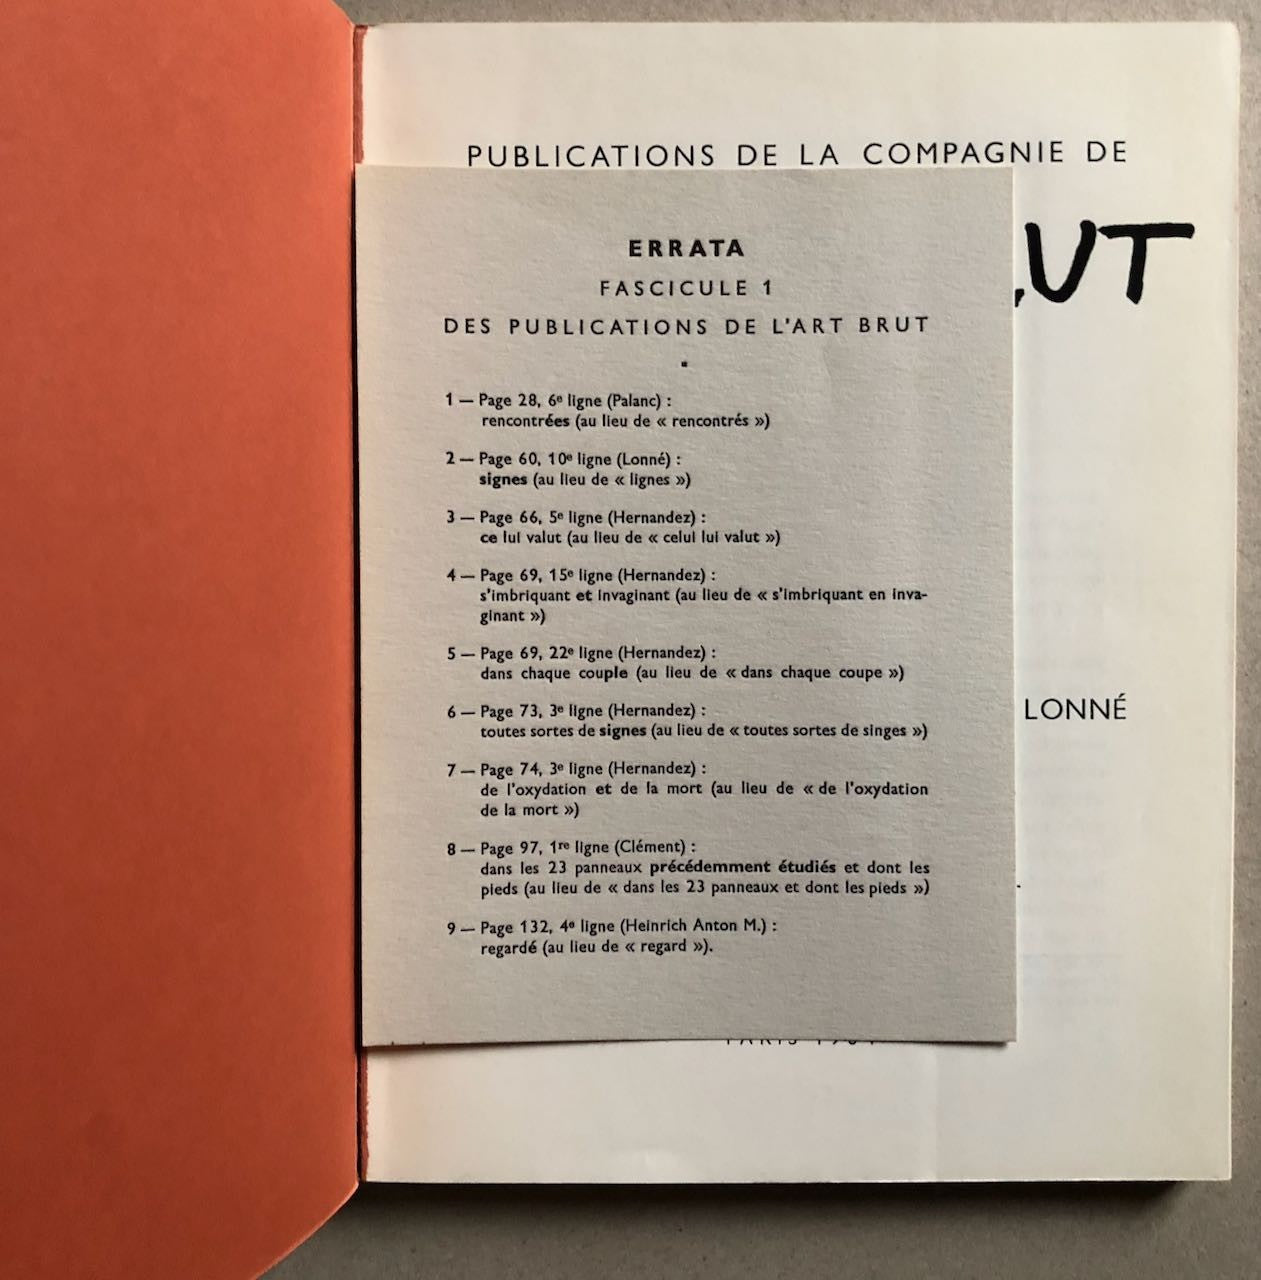 PUBLICATIONS DE LA COMPAGNIE DE
UT
ERRATA
FASCICULE 1
DES PUBLICATIONS DE L'ART BRUT
1 — Page 28, 6e ligne (Palanc) :
rencontrées (au lieu de « rencontrés »)
2 — Page 60, 10e ligne (Lonné) :
signes (au lieu de « lignes »)
3 — Page 66, 5e ligne (Hernandez) :
ce lui valut (au lieu de « celui lui valut »)
4 — Page 69, 15e ligne (Hernandez) :
s'imbriquant et invaginant (au lieu de « s'imbriquant en inva-
ginant »)
5 — Page 69, 22e ligne (Hernandez) :
dans chaque couple (au lieu de « dans chaque coupe »)
6 — Page 73, 3e ligne (Hernandez) :
toutes sortes de signes (au lieu de « toutes sortes de singes »)
7 — Page 74, 3e ligne (Hernandez) :
de l'oxydation et de la mort (au lieu de « de l'oxydation
de la mort »)
8 — Page 97, 1re ligne (Clément) :
dans les 23 panneaux précédemment étudiés et dont les
pieds (au lieu de « dans les 23 panneaux et dont les pieds »)
9 — Page 132, 4e ligne (Heinrich Anton M.) :
regardé (au lieu de « regard »).
LONNÉ